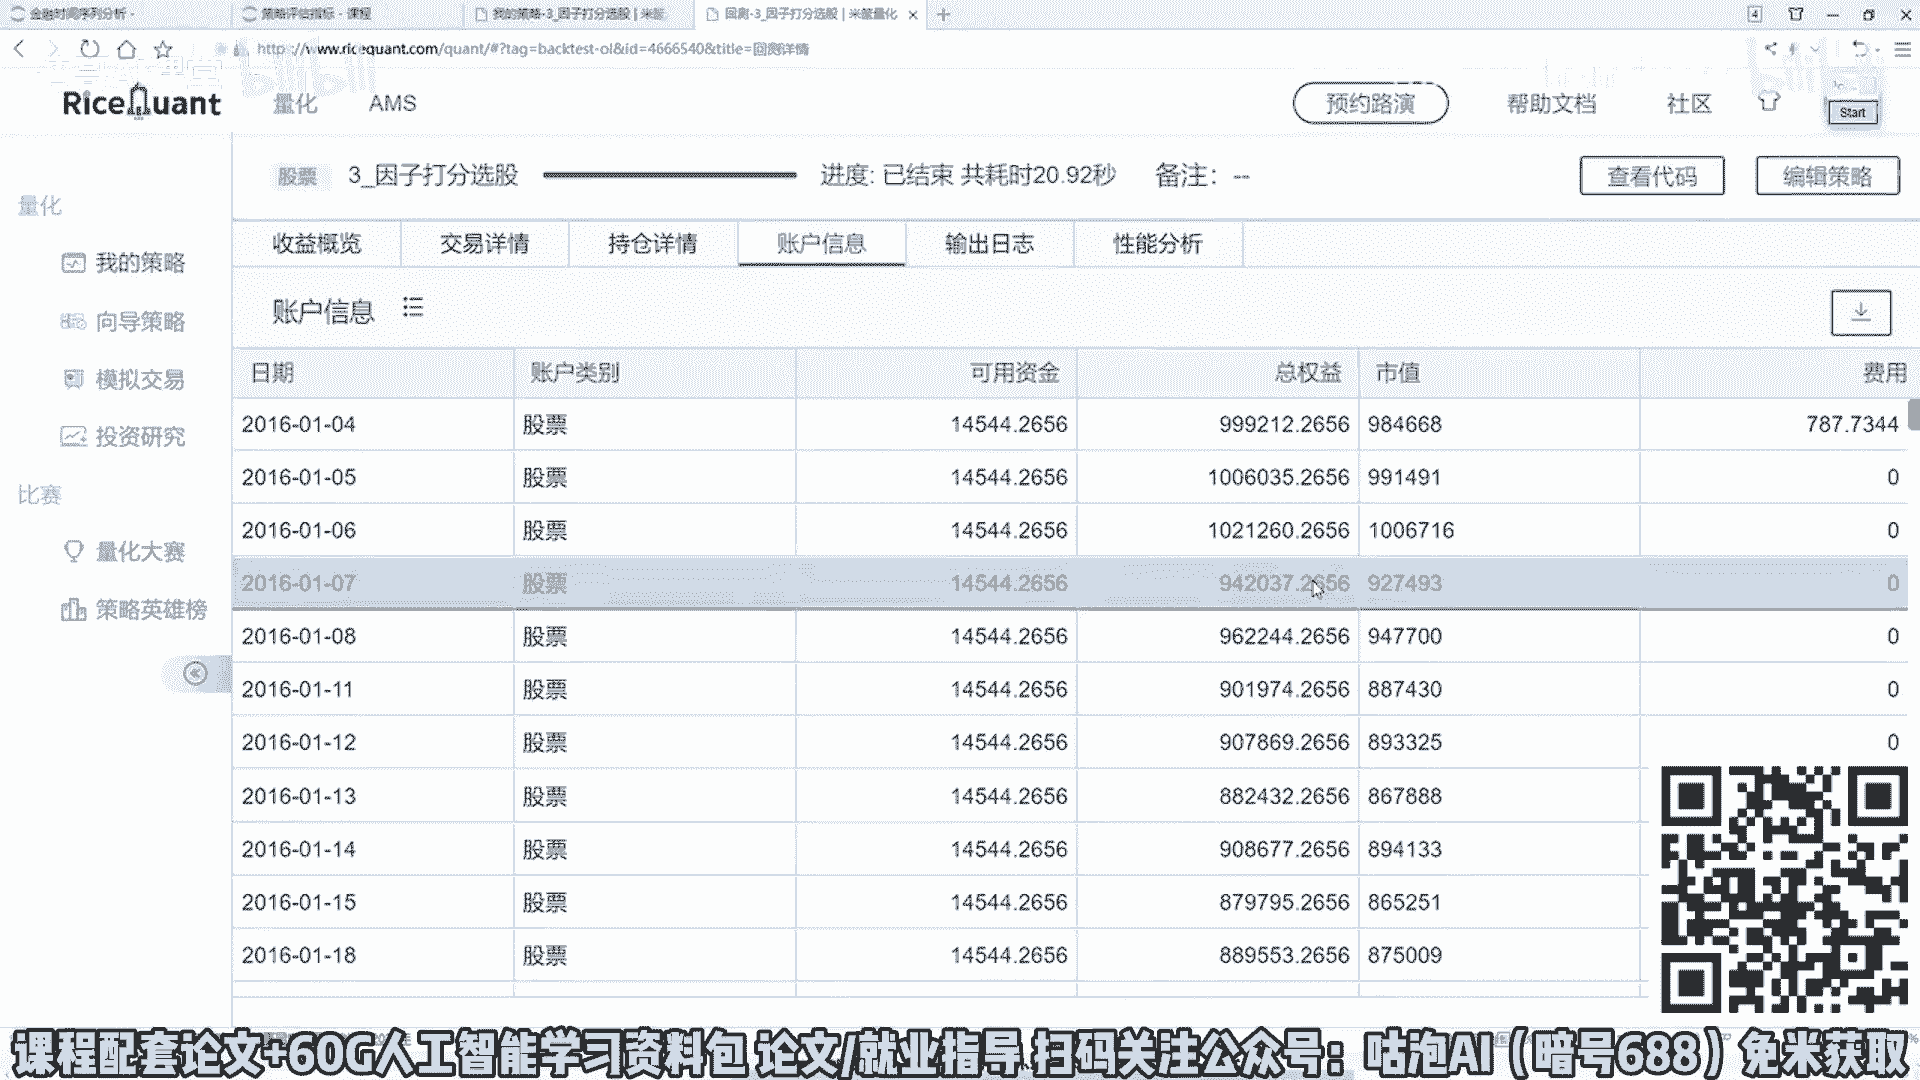 金融时间序列分析 -
策略评估指标 - 课程
我的策略-3_因子打分选股 | 米筐
回测-3_因子打分选股 | 米筐量化
4
https://www.ricequant.com/quant/#?tag=backtest-ol&id=4666540&title=回测详情
bilibili
RiceQuant
量化
AMS
预约路演
帮助文档
社区
Start
股票
3_因子打分选股
进度: 已结束 共耗时20.92秒
备注: --
查看代码
编辑策略
量化
我的策略
向导策略
模拟交易
投资研究
比赛
量化大赛
策略英雄榜
收益概览 交易详情 持仓详情 账户信息 输出日志 性能分析
账户信息
日期 账户类别 可用资金 总权益 市值 费用
2016-01-04 股票 14544.2656 999212.2656 984668 787.7344
2016-01-05 股票 14544.2656 1006035.2656 991491 0
2016-01-06 股票 14544.2656 1021260.2656 1006716 0
2016-01-07 股票 14544.2656 942037.2656 927493 0
2016-01-08 股票 14544.2656 962244.2656 947700 0
2016-01-11 股票 14544.2656 901974.2656 887430 0
2016-01-12 股票 14544.2656 907869.2656 893325 0
2016-01-13 股票 14544.2656 882432.2656 867888
2016-01-14 股票 14544.2656 908677.2656 894133
2016-01-15 股票 14544.2656 879795.2656 865251
2016-01-18 股票 14544.2656 889553.2656 875009
课程配套论文+60G人工智能学习资料包 论文/就业指导 扫码关注公众号：咕泡AI（暗号688）免米获取